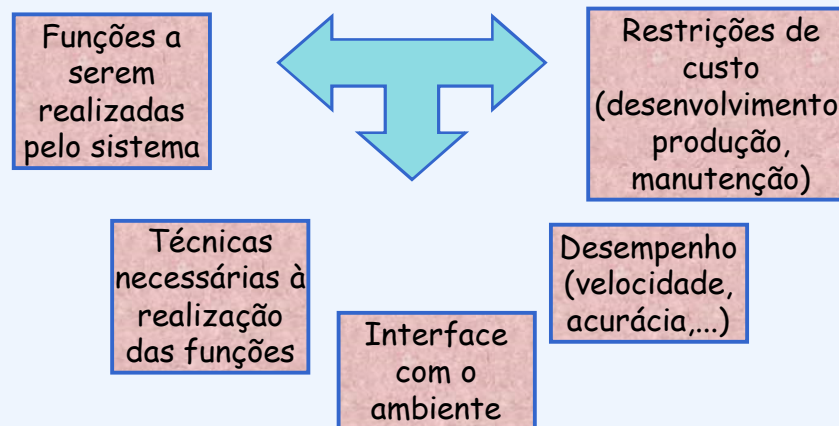 Funções a
serem
realizadas
pelo sistema
Restrições de
custo
(desenvolvimento
produção,
manutenção)
Técnicas
necessárias à
realização
das funções
Interface
com o
ambiente
Desempenho
(velocidade,
acurácia,...)